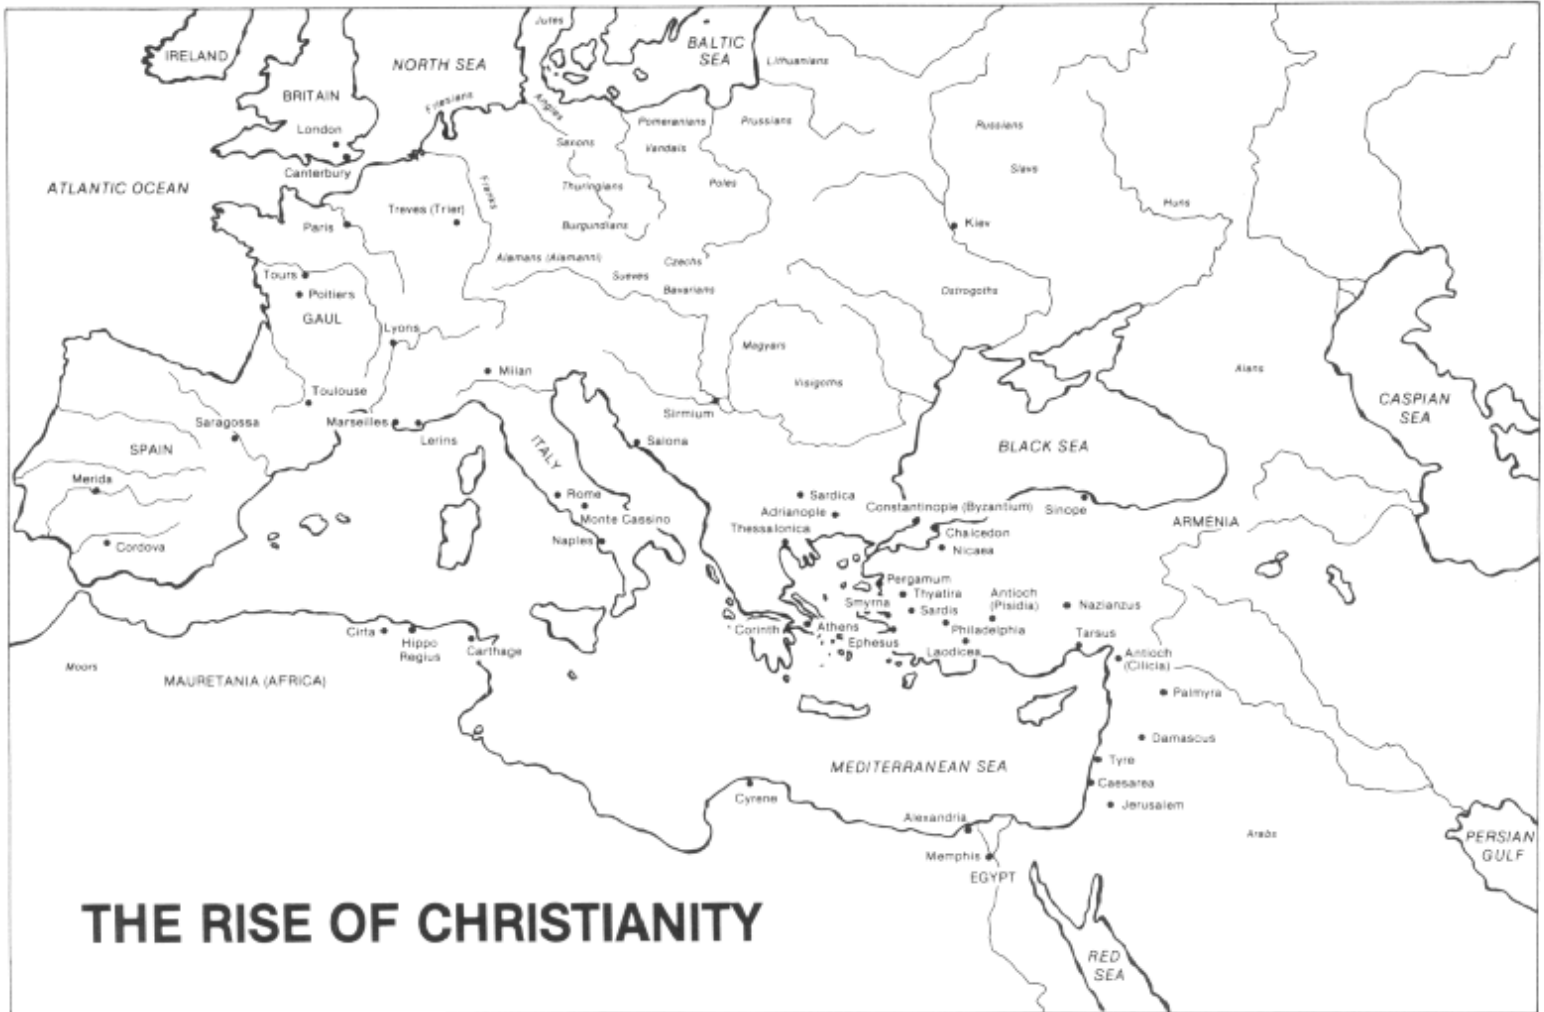 Jutes
IRELAND
NORTH SEA
BALTIC
SEA
Lithuanians
BRITAIN
Friesians
Angles
London
Pomeranians
Prussians
Russians
Saxons
Vandals
Canterbury
Slavs
ATLANTIC OCEAN
Franks
Thuringians
Poles
Treves (Trier)
Huns
Paris
Burgundians
Kiev
Alamans (Alamanni)
Czechs
Tours
Sueves
Poitiers
Bavarians
Ostrogoths
GAUL
Lyons
Magyars
Milan
Visigoths
Alans
Toulouse
CASPIAN
SEA
Saragossa
Marseilles
Sirmium
Lerins
ITALY
Salona
SPAIN
BLACK SEA
Merida
Rome
Sardica
Monte Cassino
Adrianople
Constantinople (Byzantium)
Sinope
Thessalonica
ARMENIA
Cordova
Naples
Chalcedon
Nicaea
Pergamum
Thyatira
Antioch
(Pisidia)
Smyrna
Sardis
Nazianzus
Cirta
Hippo
Regius
Carthage
Corinth
Athens
Ephesus
Philadelphia
Laodicea
Tarsus
Antioch
(Cilicia)
Moors
MAURETANIA (AFRICA)
Palmyra
Damascus
MEDITERRANEAN SEA
Tyre
Caesarea
Cyrene
Jerusalem
Alexandria
Arabs
PERSIAN
GULF
Memphis
EGYPT
THE RISE OF CHRISTIANITY
RED
SEA